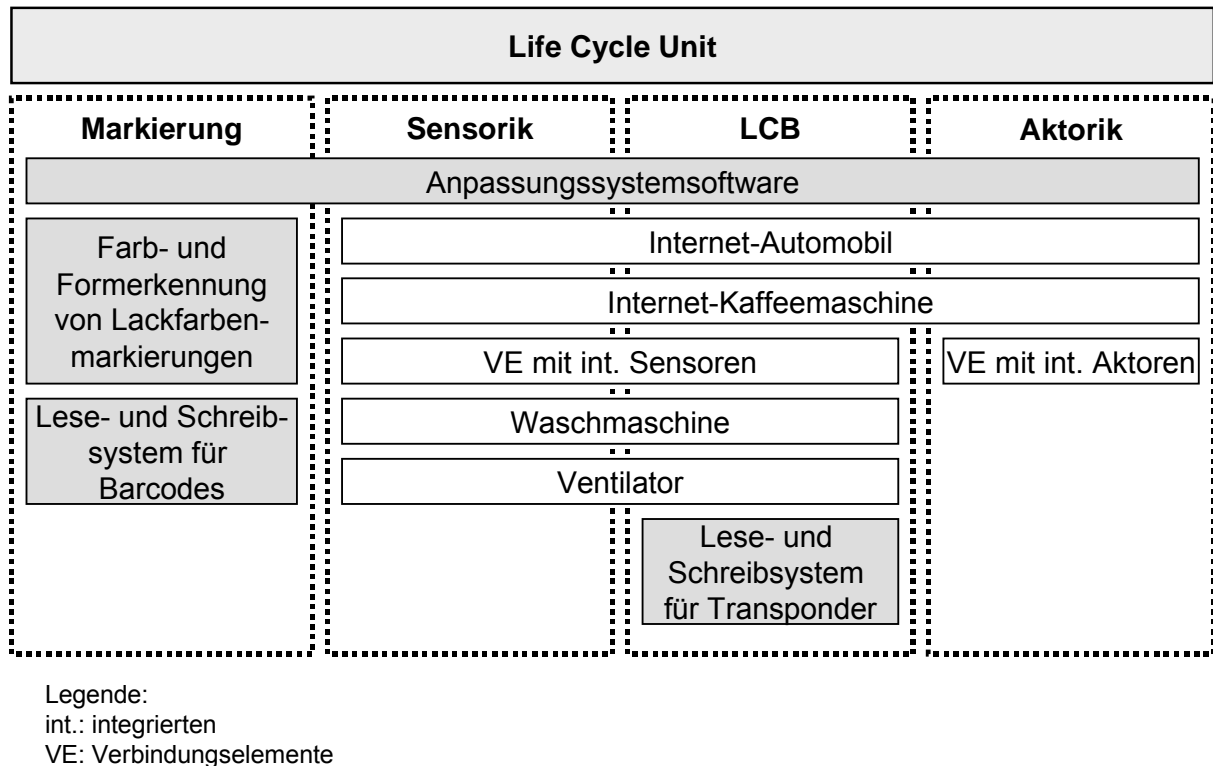 Life Cycle Unit
Markierung
Sensorik
LCB
Aktorik
Anpassungssystemsoftware
Farb- und
Formerkennung
von Lackfarben-
markierungen
Internet-Automobil
Internet-Kaffeemaschine
VE mit int. Sensoren
VE mit int. Aktoren
Lese- und Schreib-
system für
Barcodes
Waschmaschine
Ventilator
Lese- und
Schreibsystem
für Transponder
Legende:
int.: integrierten
VE: Verbindungselemente